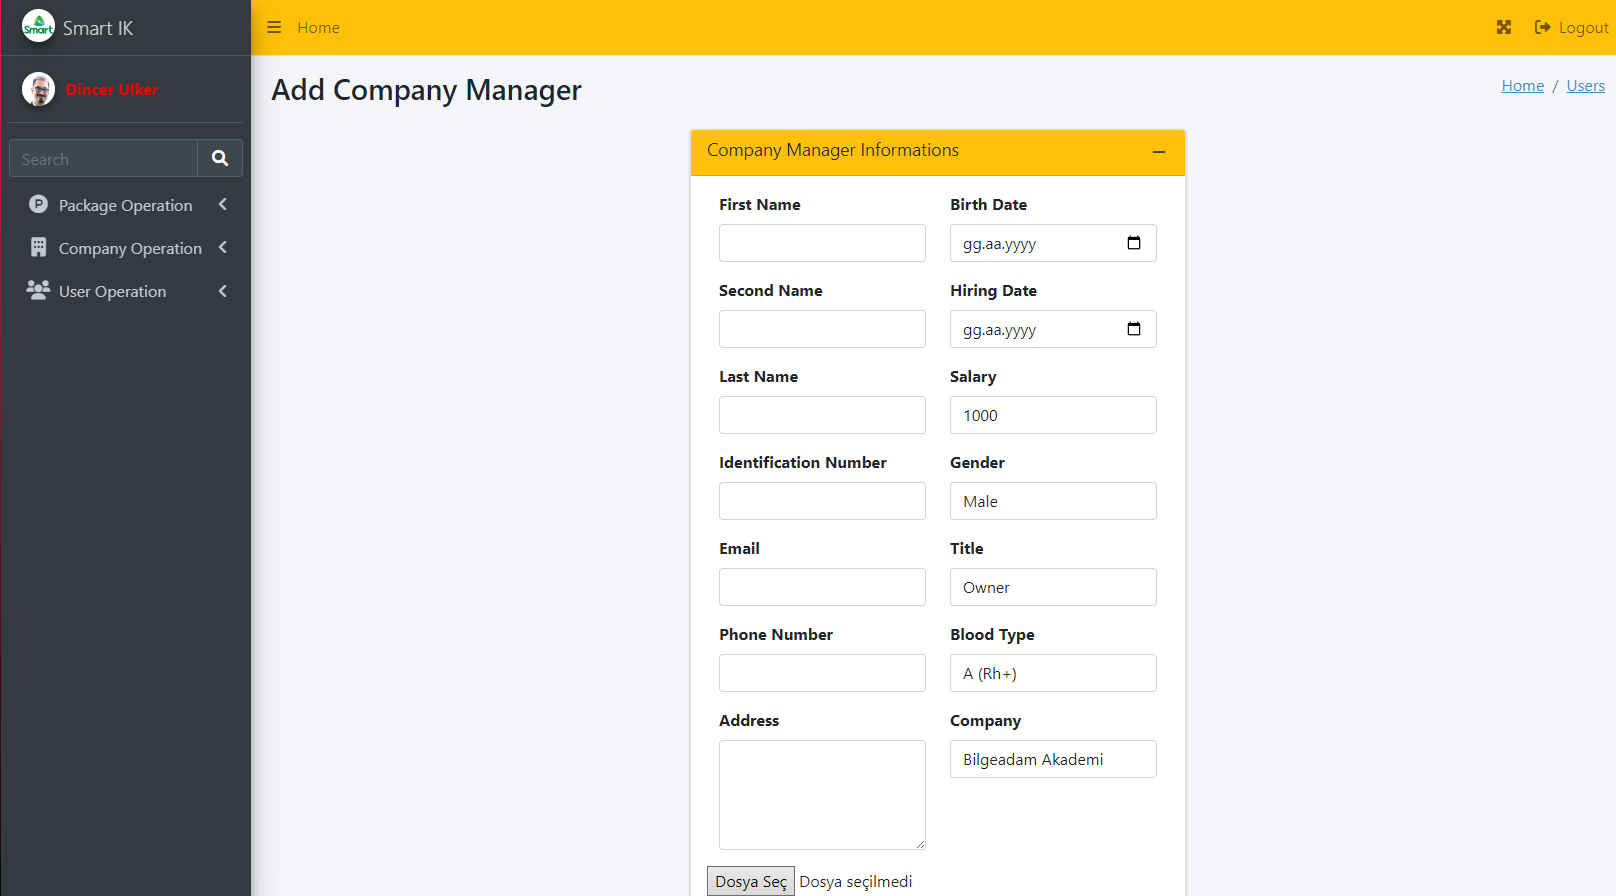 Smart
Smart IK
Home
Logout
Dincer Ulker
Add Company Manager
Home / Users
Search
Package Operation
Company Operation
User Operation
Company Manager Informations
First Name
Birth Date
gg.aa.yyyy
Second Name
Hiring Date
gg.aa.yyyy
Last Name
Salary
1000
Identification Number
Gender
Male
Email
Title
Owner
Phone Number
Blood Type
A (Rh+)
Address
Company
Bilgeadam Akademi
Dosya Seç Dosya seçilmedi